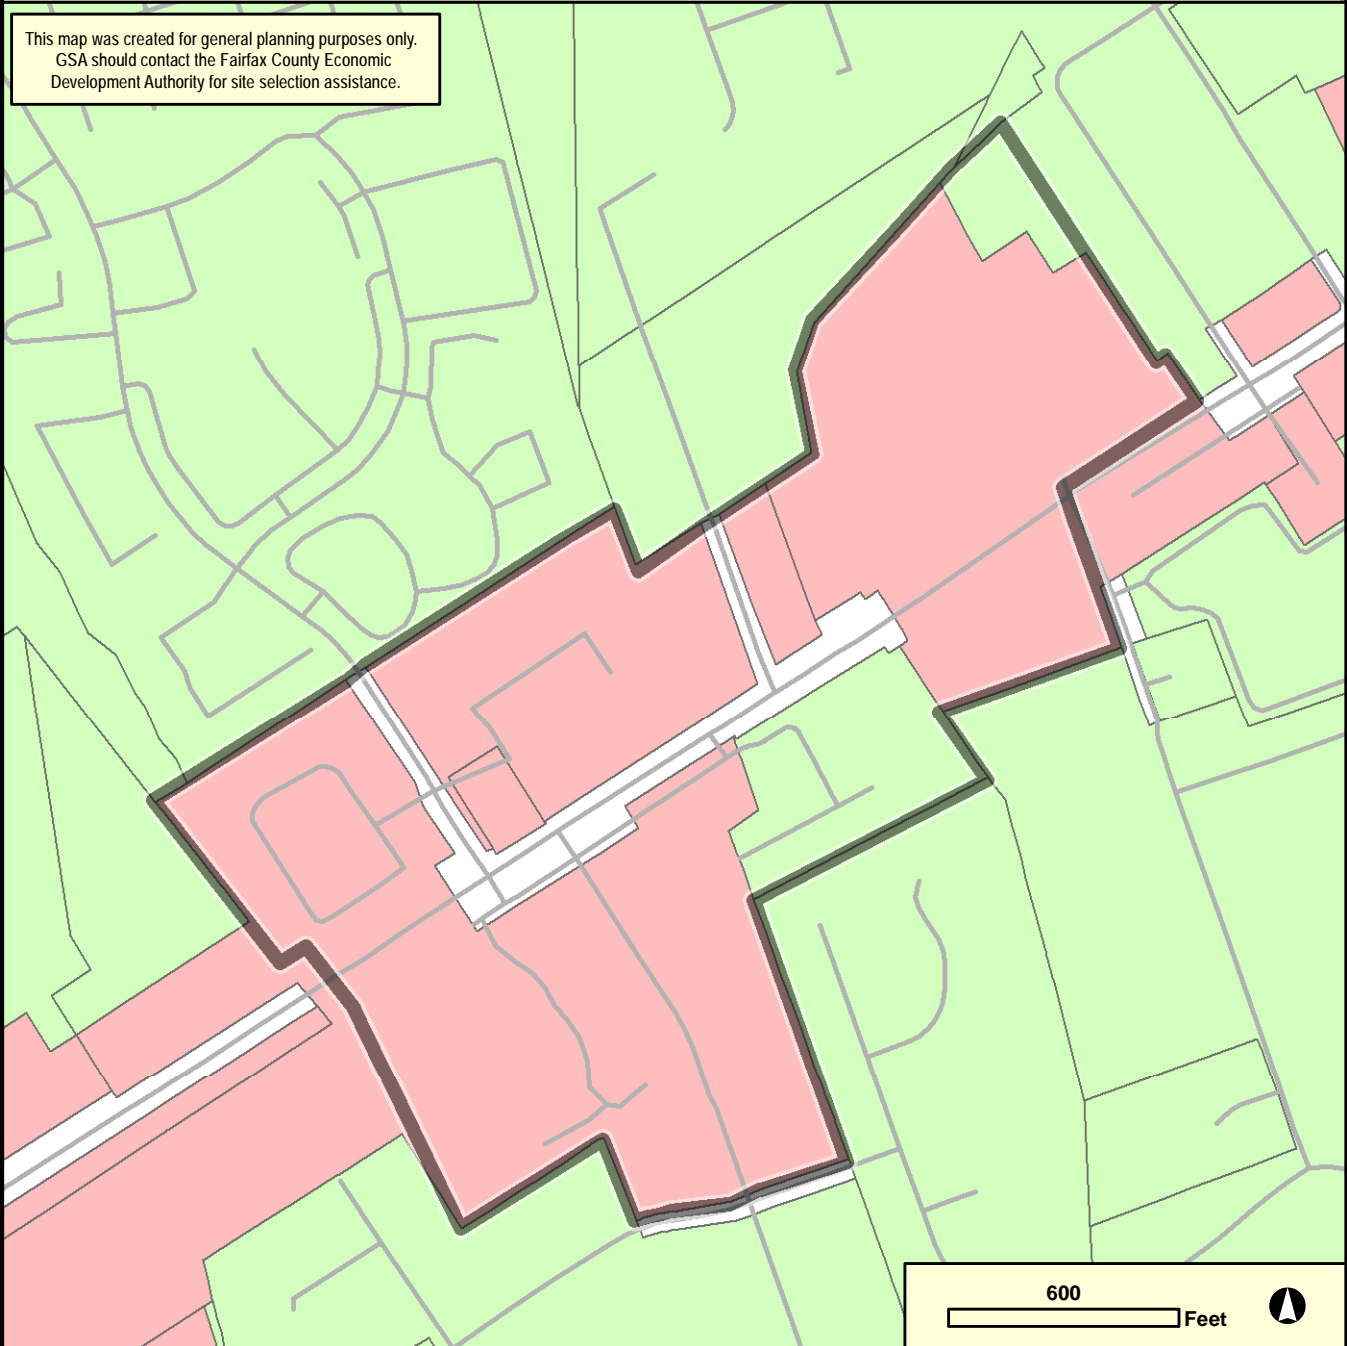 This map was created for general planning purposes only.
GSA should contact the Fairfax County Economic
Development Authority for site selection assistance.
600
Feet